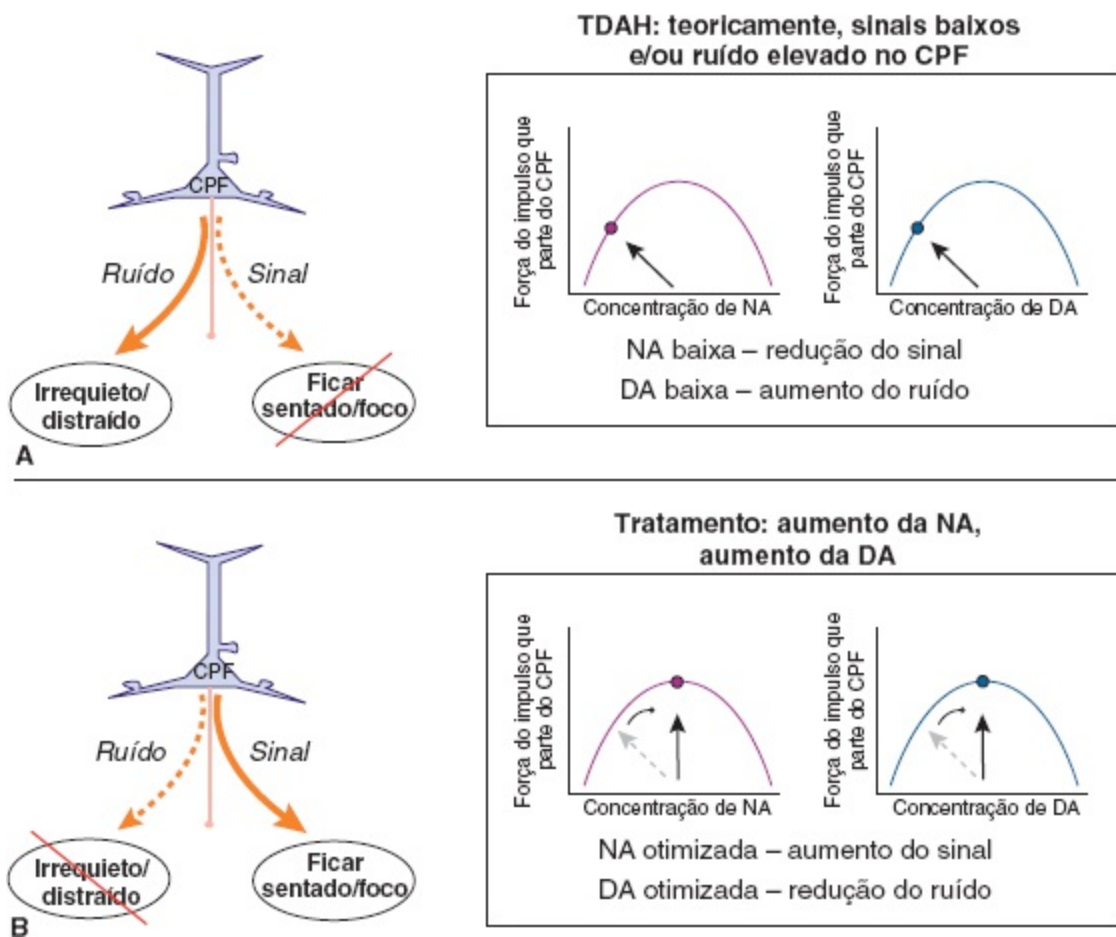 TDAH: teoricamente, sinais baixos
e/ou ruído elevado no CPF
CPF
Ruído
Sinal
Irrequieto/
distraído
Ficar
sentado/foco
A
Força do impulso que
parte do CPF
Concentração de NA
Força do impulso que
parte do CPF
Concentração de DA
NA baixa – redução do sinal
DA baixa – aumento do ruído
Tratamento: aumento da NA,
aumento da DA
CPF
Ruído
Sinal
Irrequieto/
distraído
Ficar
sentado/foco
B
Força do impulso que
parte do CPF
Concentração de NA
Força do impulso que
parte do CPF
Concentração de DA
NA otimizada – aumento do sinal
DA otimizada – redução do ruído